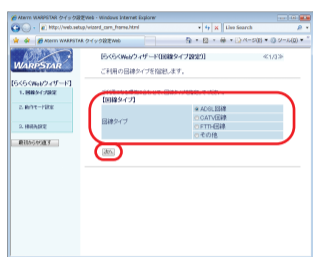 Aterm WARPSTAR クイック設定Web - Windows Internet Explorer
Live Search
Aterm WARPSTAR クイック設定Web
WARPSTAR
[らくらくWebウィザード(回線タイプ設定)]
≪1/3≫
ご利用の回線タイプを指定します。
[らくらくWebウィザード]
1. 回線タイプ設定
2. 動作モード設定
3. 接続先設定
最初からやり直す
【回線タイプ】
回線タイプ
ADSL回線
CATV回線
FTTH回線
その他
次へ